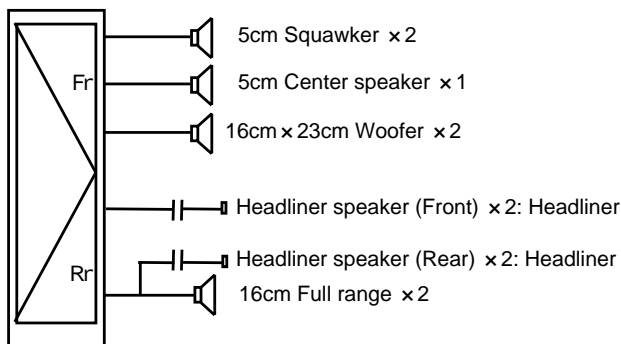 5cm Squawker ×2
Fr
5cm Center speaker ×1
16cm×23cm Woofer ×2
Headliner speaker (Front) ×2: Headliner
Rr
Headliner speaker (Rear) ×2: Headliner
16cm Full range ×2